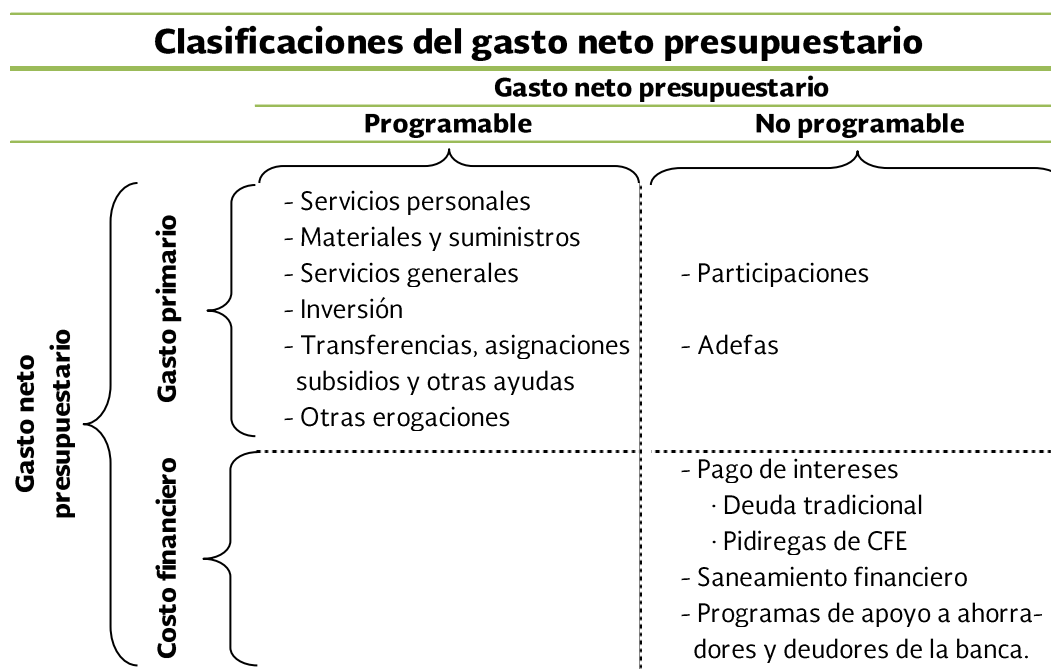 Clasificaciones del gasto neto presupuestario
Gasto neto presupuestario
Programable
No programable
Gasto neto
presupuestario
Gasto primario
- Servicios personales
- Materiales y suministros
- Servicios generales
- Inversión
- Transferencias, asignaciones
subsidios y otras ayudas
- Otras erogaciones
- Participaciones
- Adefas
Costo financiero
- Pago de intereses
· Deuda tradicional
· Pidiregas de CFE
- Saneamiento financiero
- Programas de apoyo a ahorra-
dores y deudores de la banca.